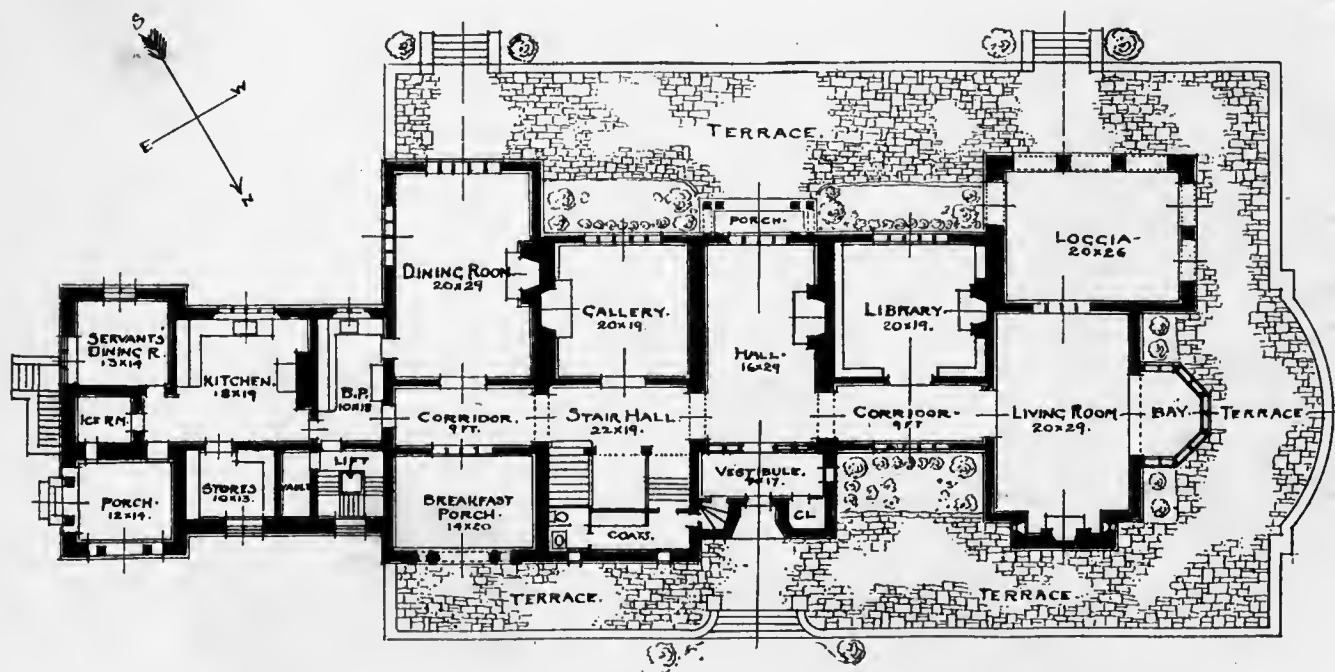 S
W
E
N
TERRACE.
PORCH.
DINING ROOM
20X29
GALLERY.
20X19.
HALL.
16X29
LIBRARY.
20X19.
LOGGIA.
20X26
SERVANTS
DINING R.
13X14
KITCHEN.
18X19
B.P.
10X18
ICE RM.
CORRIDOR.
9 FT.
STAIR HALL
22X19.
CORRIDOR.
9 FT
LIVING ROOM
20X29.
BAY.
TERRACE
PORCH.
12X14.
STORES
10X13.
VAULT
LIFT
BREAKFAST
PORCH.
14X20
COATS.
VESTIBULE.
CL.
TERRACE.
TERRACE.